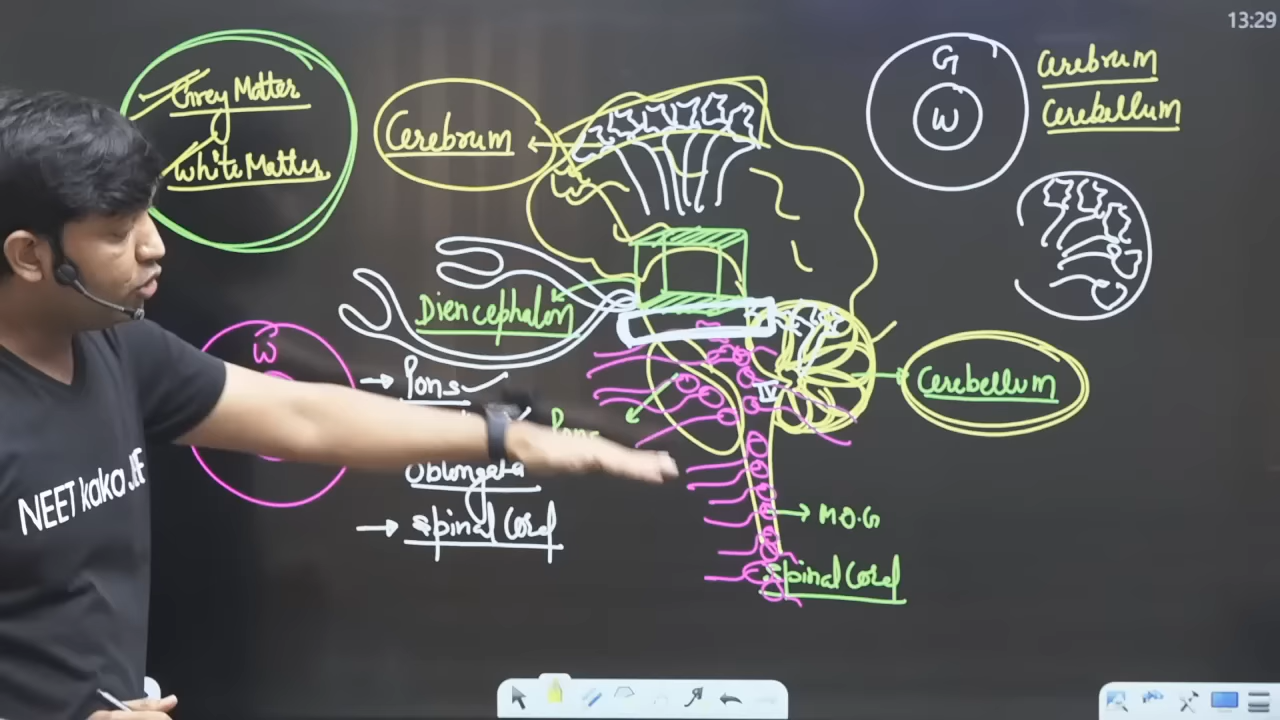 13:29
Grey Matter
White Matter
Cerebrum
G
W
Cerebrum
Cerebellum
Diencephalon
W
Pons
Pons
IV
Cerebellum
Oblongata
Spinal Cord
M.O.G
Spinal Cord
NEET kaka JEE